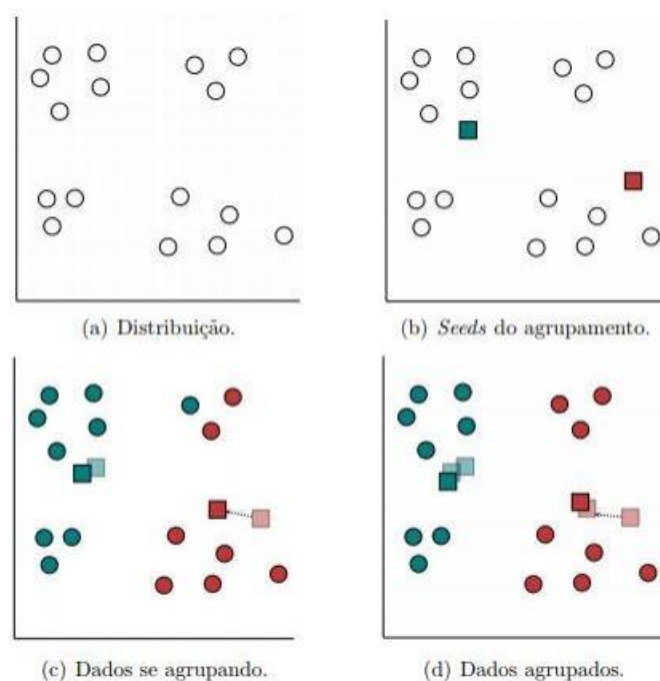 (a) Distribuição.
(b) Seeds do agrupamento.
(c) Dados se agrupando.
(d) Dados agrupados.